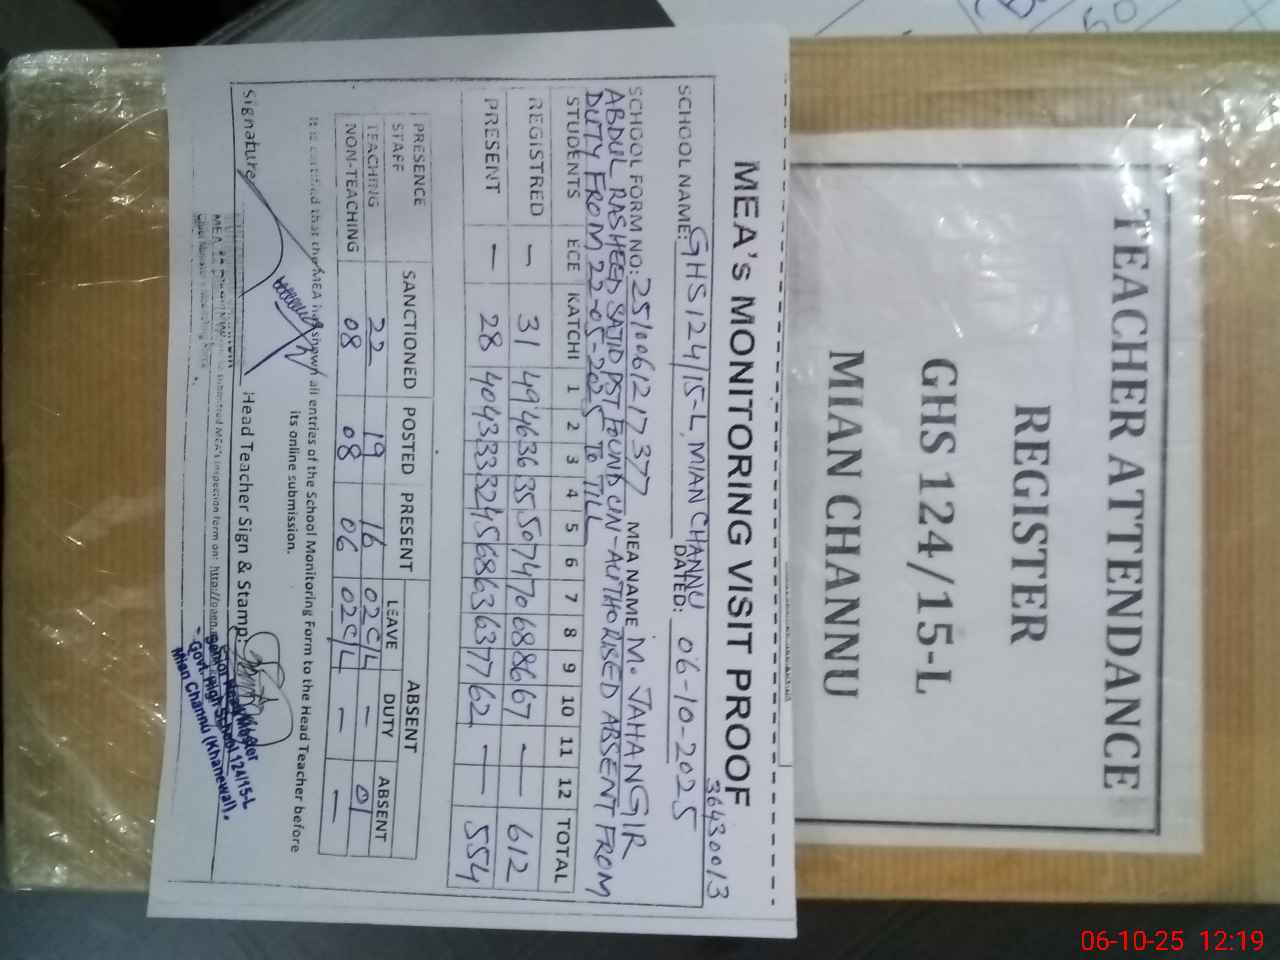 TEACHER ATTENDANCE
REGISTER
GHS 124/15-L
MIAN CHANNU
MEA's MONITORING VISIT PROOF
36430013
SCHOOL NAME: GHS 124/15-L, MIAN CHANNU DATED: 06-10-2025
SCHOOL FORM NO: 2510061217377 MEA NAME M. JAHANGIR
ABDUL RASHEED SAJID PST FOUND UN-AUTHORISED ABSENT FROM
DUTY FROM 22-05-2025 TO TILL
STUDENTS ECE KATCHI 1 2 3 4 5 6 7 8 9 10 11 12 TOTAL
REGISTRED — 31 49 46 36 35 50 74 70 68 86 67 — — 612
PRESENT — 28 40 43 33 32 45 68 63 63 77 62 — — 554
PRESENCE SANCTIONED POSTED PRESENT ABSENT
STAFF LEAVE DUTY ABSENT
TEACHING 22 19 16 02C/L — 01
NON-TEACHING 08 08 06 02C/L — —
It is certified that the MEA has shown all entries of the School Monitoring Form to the Head Teacher before
its online submission.
Signature Head Teacher Sign & Stamp:
Senior Head Master
Govt. High School 124/15-L
Mian Channu (Khanewal).
06-10-25 12:19